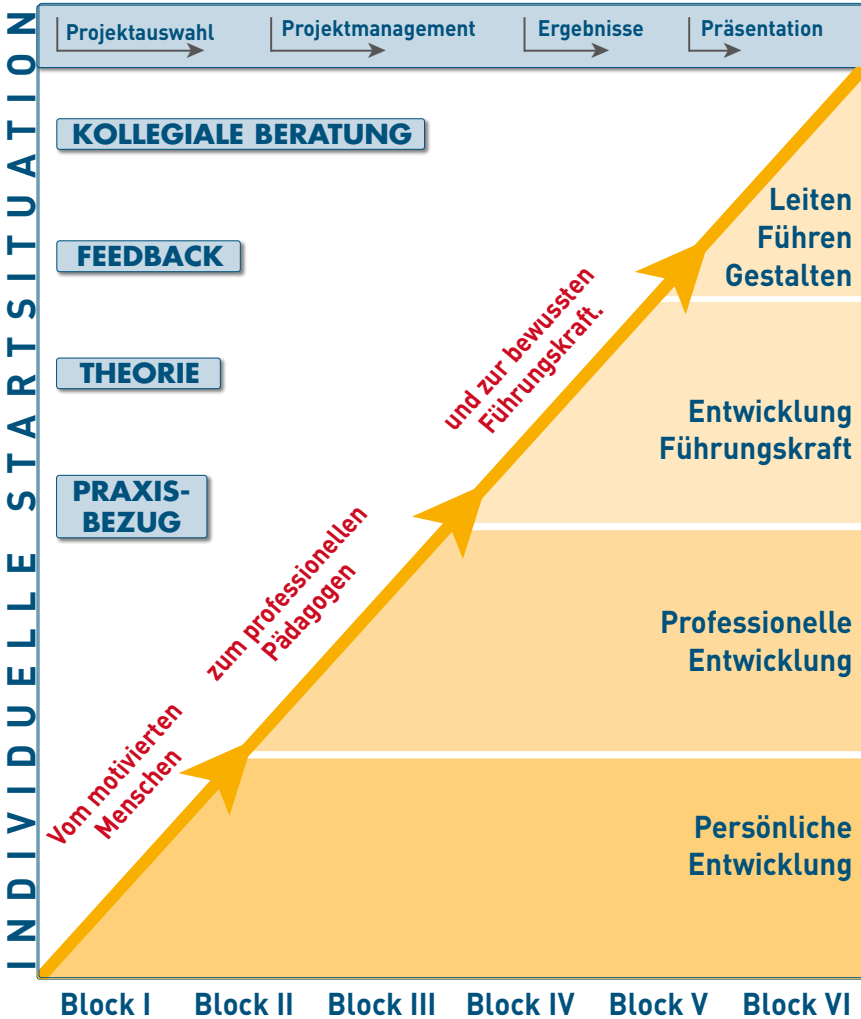 INDIVIDUELLE STARTSITUATION
Projektauswahl
Projektmanagement
Ergebnisse
Präsentation
KOLLEGIALE BERATUNG
FEEDBACK
THEORIE
PRAXIS-
BEZUG
Vom motivierten
Menschen
zum professionellen
Pädagogen
und zur bewussten
Führungskraft.
Leiten
Führen
Gestalten
Entwicklung
Führungskraft
Professionelle
Entwicklung
Persönliche
Entwicklung
Block I
Block II
Block III
Block IV
Block V
Block VI